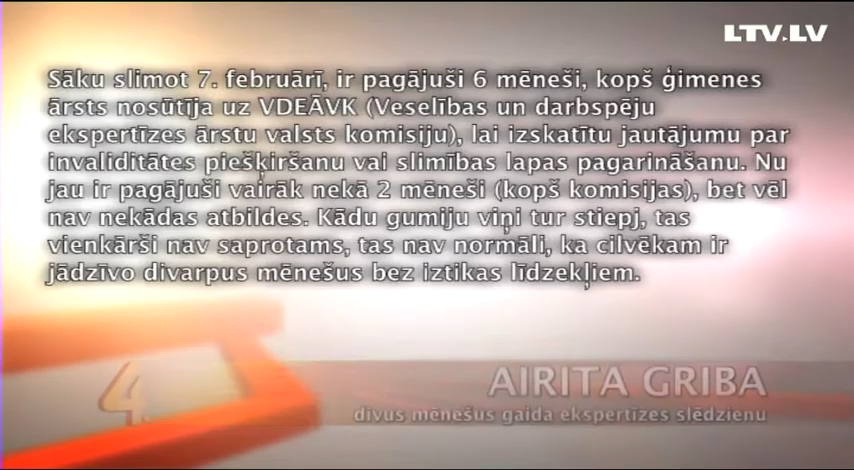 LTV.LV
Sāku slimot 7. februārī, ir pagājuši 6 mēneši, kopš ģimenes
ārsts nosūtīja uz VDEĀVK (Veselības un darbspēju
ekspertīzes ārstu valsts komisiju), lai izskatītu jautājumu par
invaliditātes piešķiršanu vai slimības lapas pagarināšanu. Nu
jau ir pagājuši vairāk nekā 2 mēneši (kopš komisijas), bet vēl
nav nekādas atbildes. Kādu gumiju viņi tur stiepj, tas
vienkārši nav saprotams, tas nav normāli, ka cilvēkam ir
jādzīvo divarpus mēnešus bez iztikas līdzekļiem.
4
AIRITA GRIBA
divus mēnešus gaida ekspertīzes slēdzienu